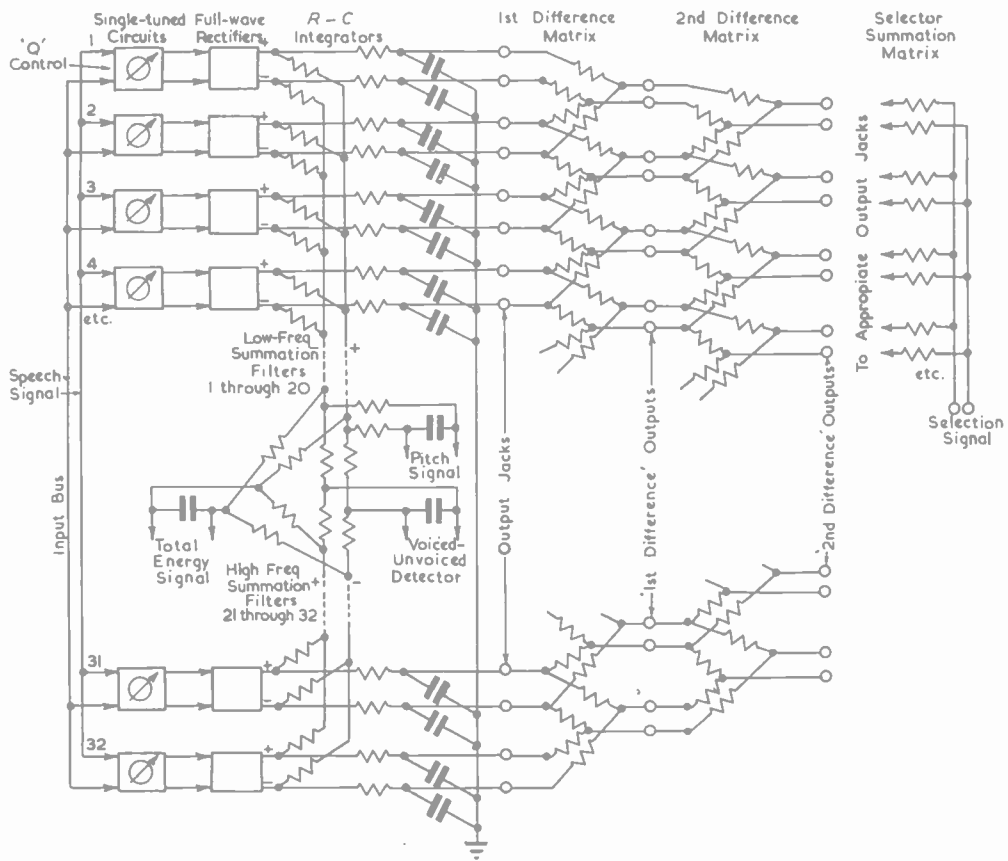 Single-tuned
Circuits
Full-wave
Rectifiers
R – C
Integrators
1st Difference
Matrix
2nd Difference
Matrix
Selector
Summation
Matrix
'Q'
Control
1
+
–
2
+
–
3
+
–
4
+
–
etc.
To Appropiate Output Jacks
etc.
Selection
Signal
Low-Freq
Summation
Filters
1 through 20
–
+
Speech
Signal
Input Bus
Pitch
Signal
Total
Energy
Signal
Voiced-
Unvoiced
Detector
High Freq
Summation
Filters
21 through 32
+
–
Output Jacks
'1st Difference' Outputs
'2nd Difference' Outputs
31
+
–
32
+
–